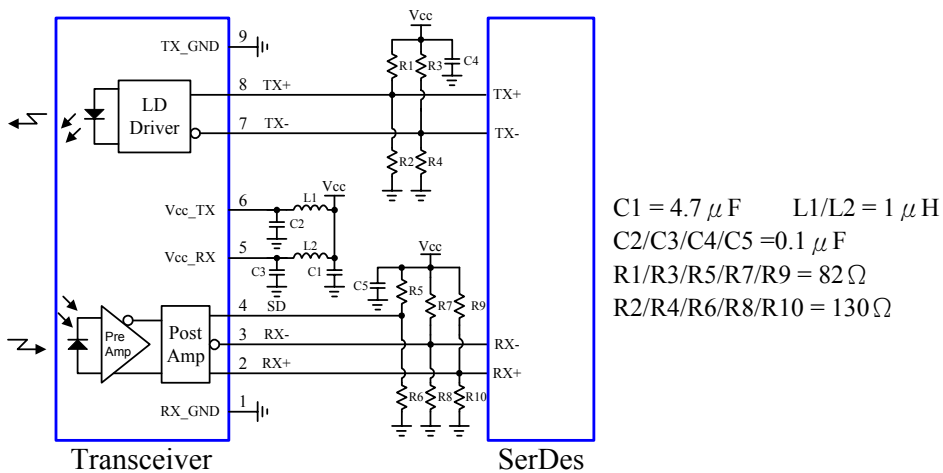 Vcc
TX_GND
9
R1
R3
C4
8
TX+
TX+
LD
Driver
7
TX-
TX-
R2
R4
Vcc
L1
Vcc_TX
6
C2
C1 = 4.7 μF L1/L2 = 1 μH
C2/C3/C4/C5 =0.1 μF
R1/R3/R5/R7/R9 = 82Ω
R2/R4/R6/R8/R10 = 130Ω
Vcc_RX
5
L2
Vcc
C3
C1
C5
R5
R7
R9
4
SD
Pre
Amp
Post
Amp
3
RX-
RX-
2
RX+
RX+
R6
R8
R10
RX_GND
1
Transceiver
SerDes